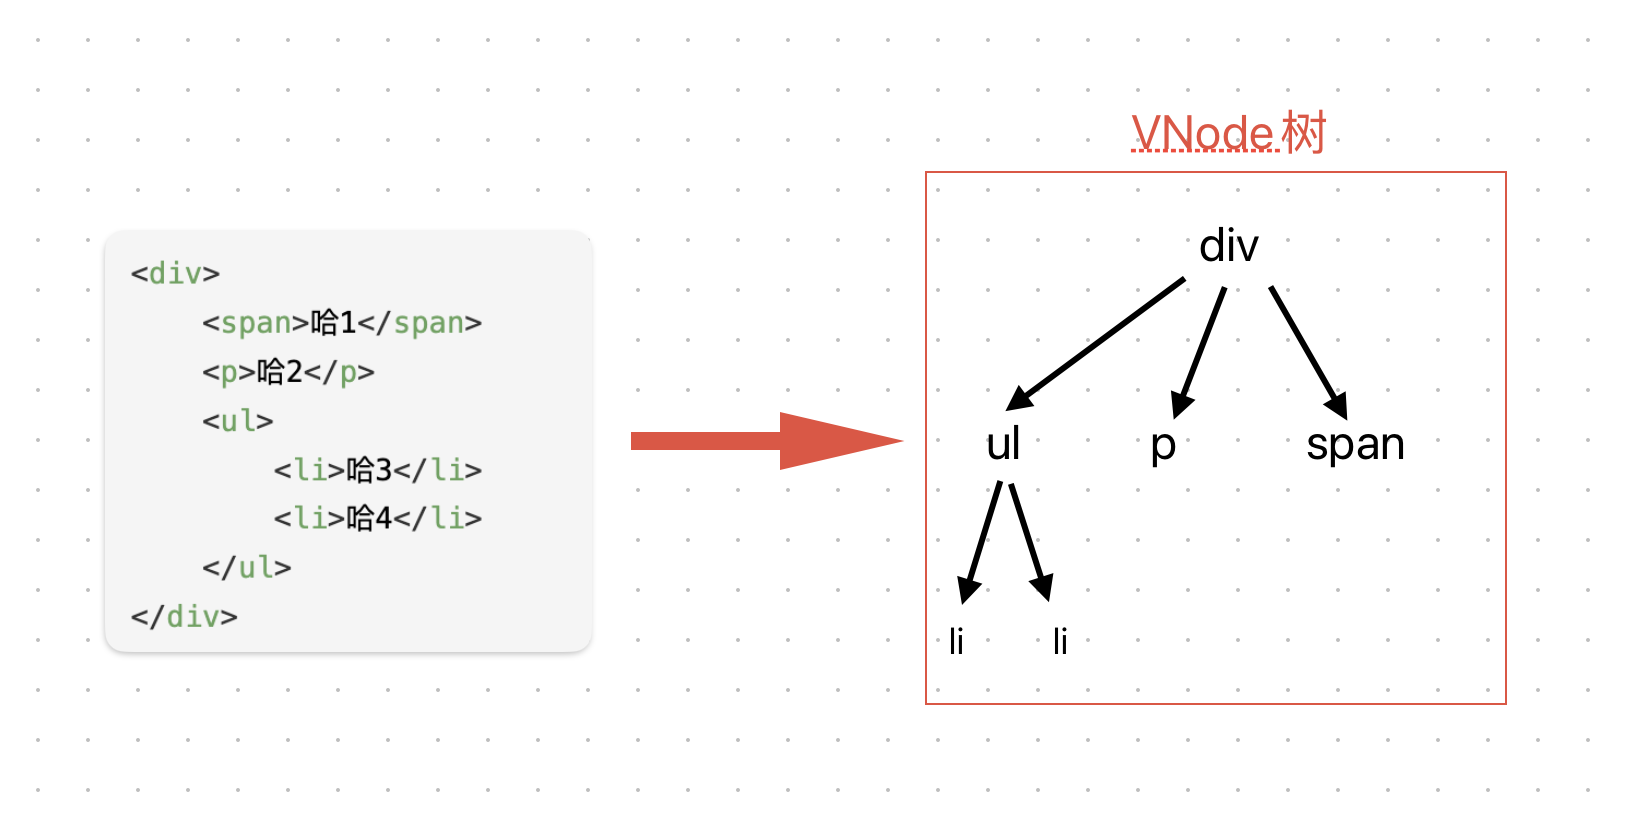 <div>
    <span>哈1</span>
    <p>哈2</p>
    <ul>
        <li>哈3</li>
        <li>哈4</li>
    </ul>
</div>
VNode树
div
ul p span
li li